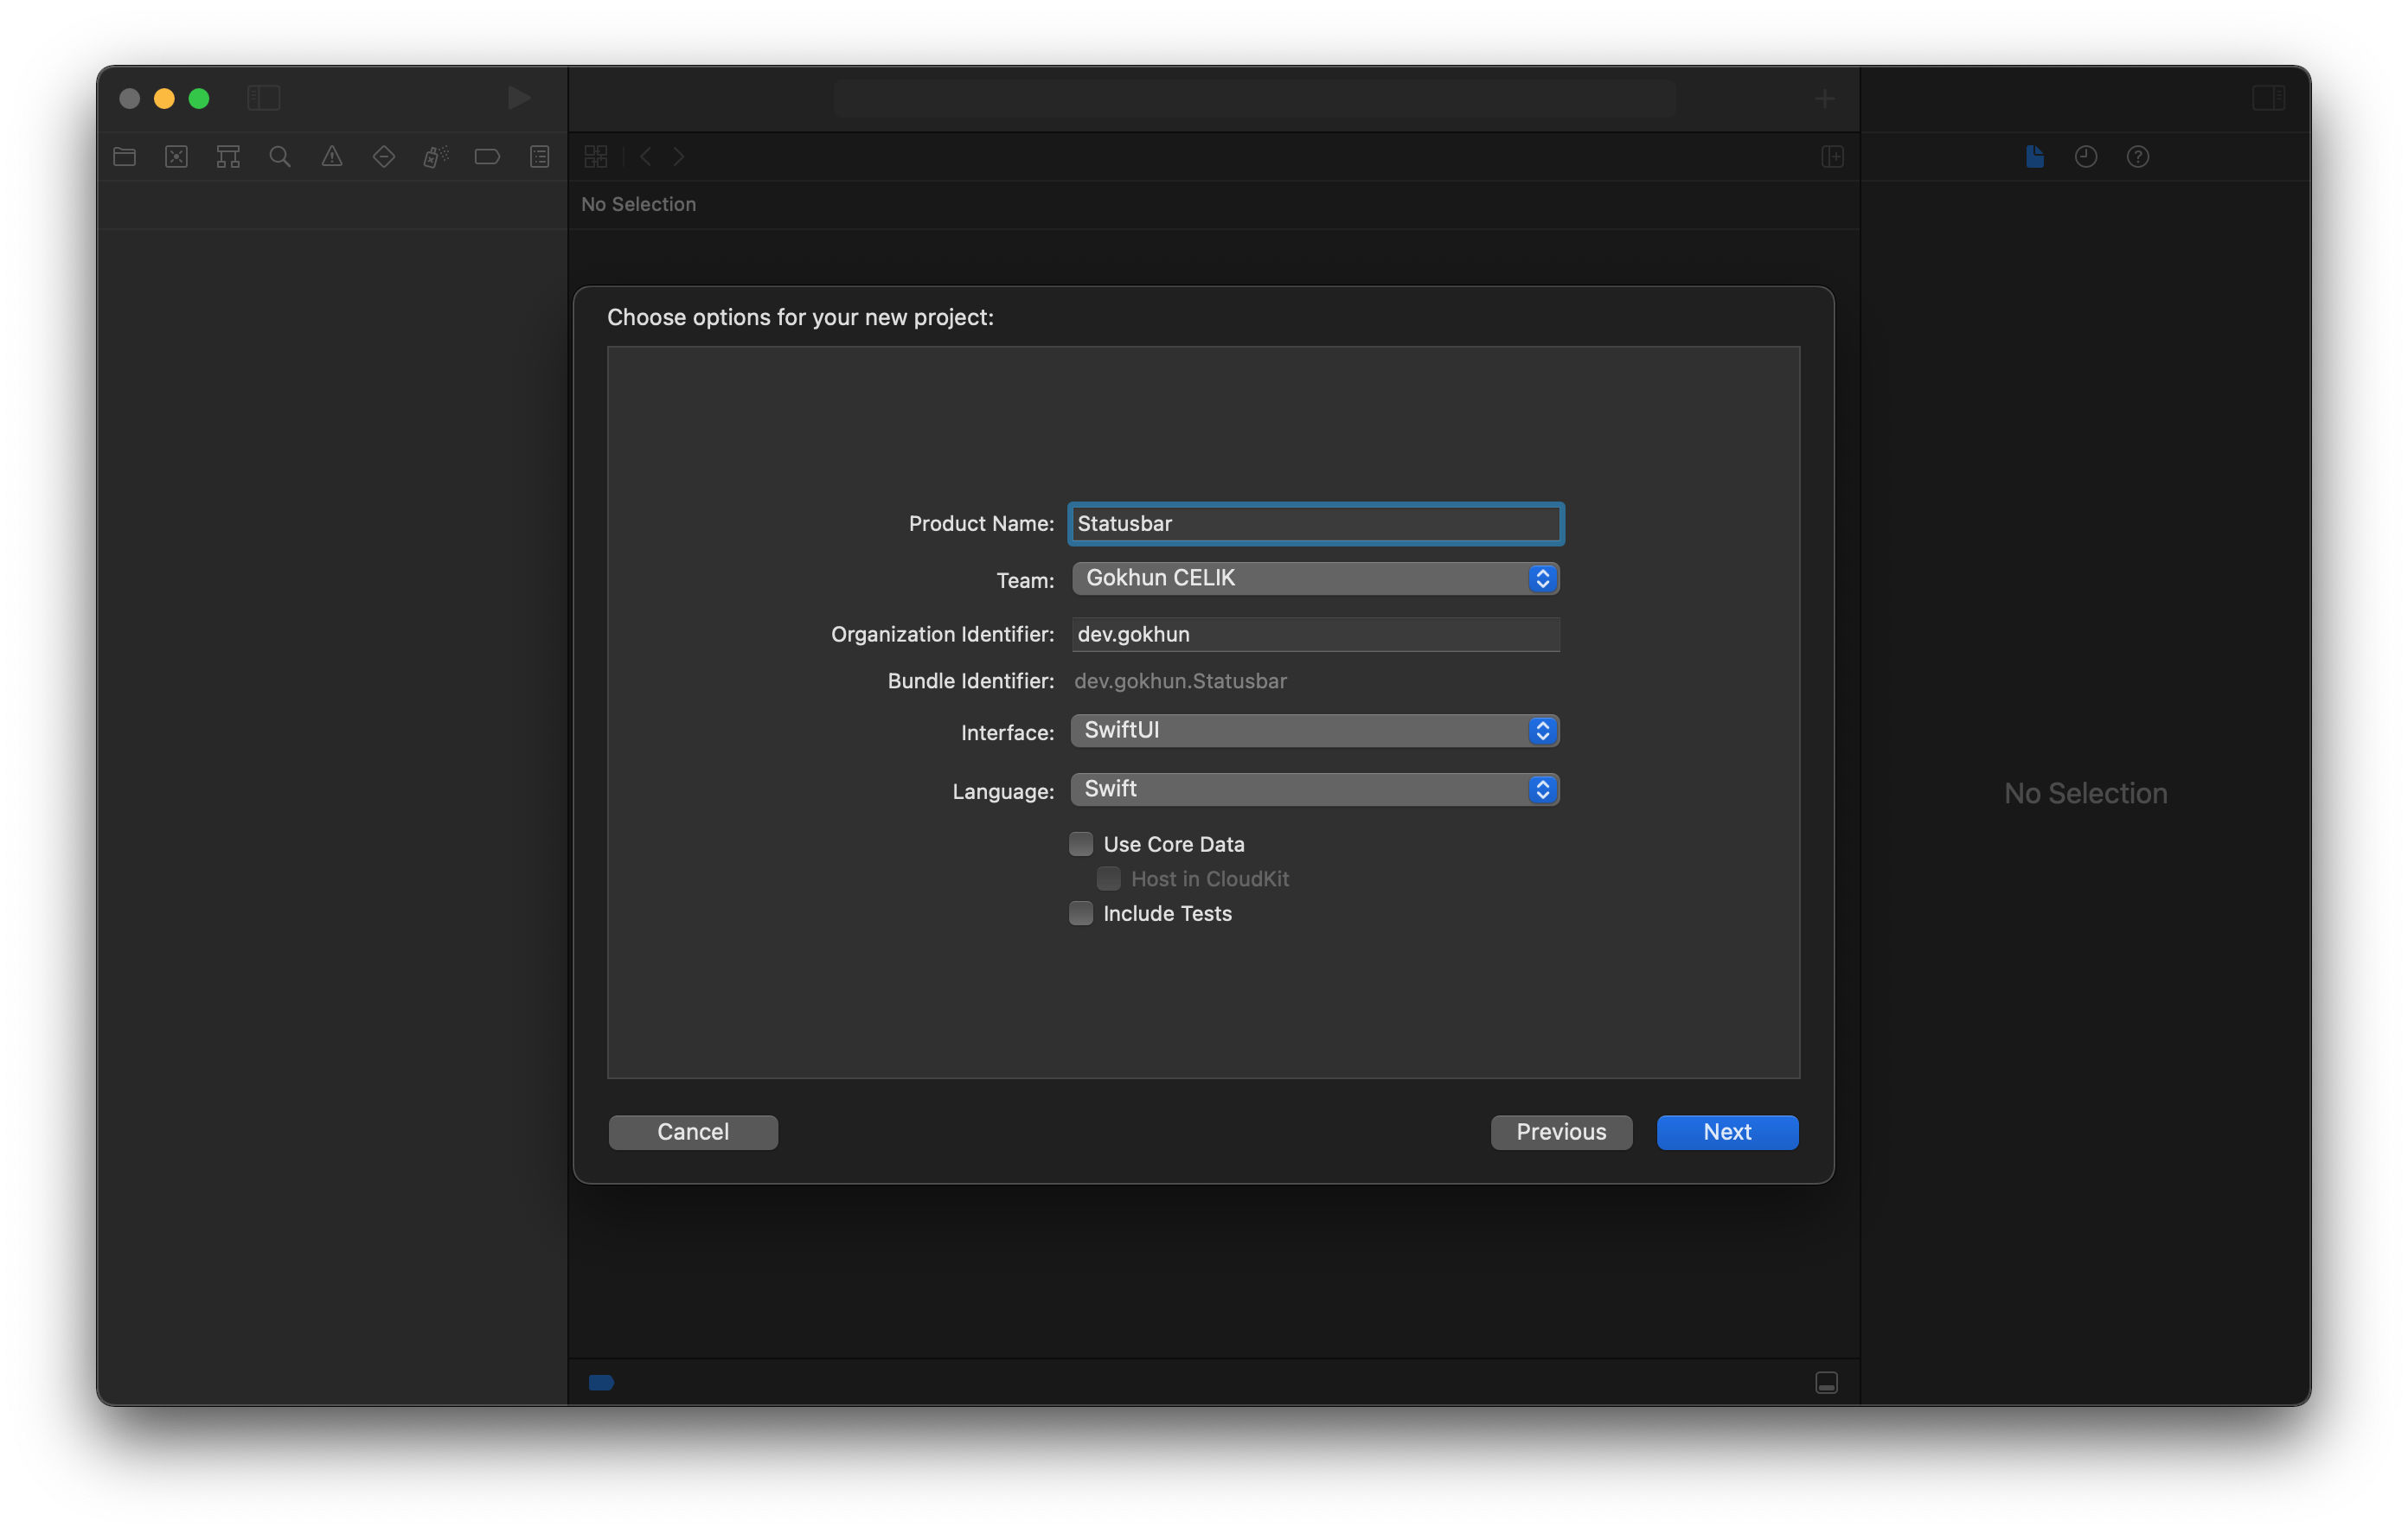 No Selection
Choose options for your new project:
Product Name: Statusbar
Team: Gokhun CELIK
Organization Identifier: dev.gokhun
Bundle Identifier: dev.gokhun.Statusbar
Interface: SwiftUI
Language: Swift
Use Core Data
Host in CloudKit
Include Tests
Cancel Previous Next
No Selection